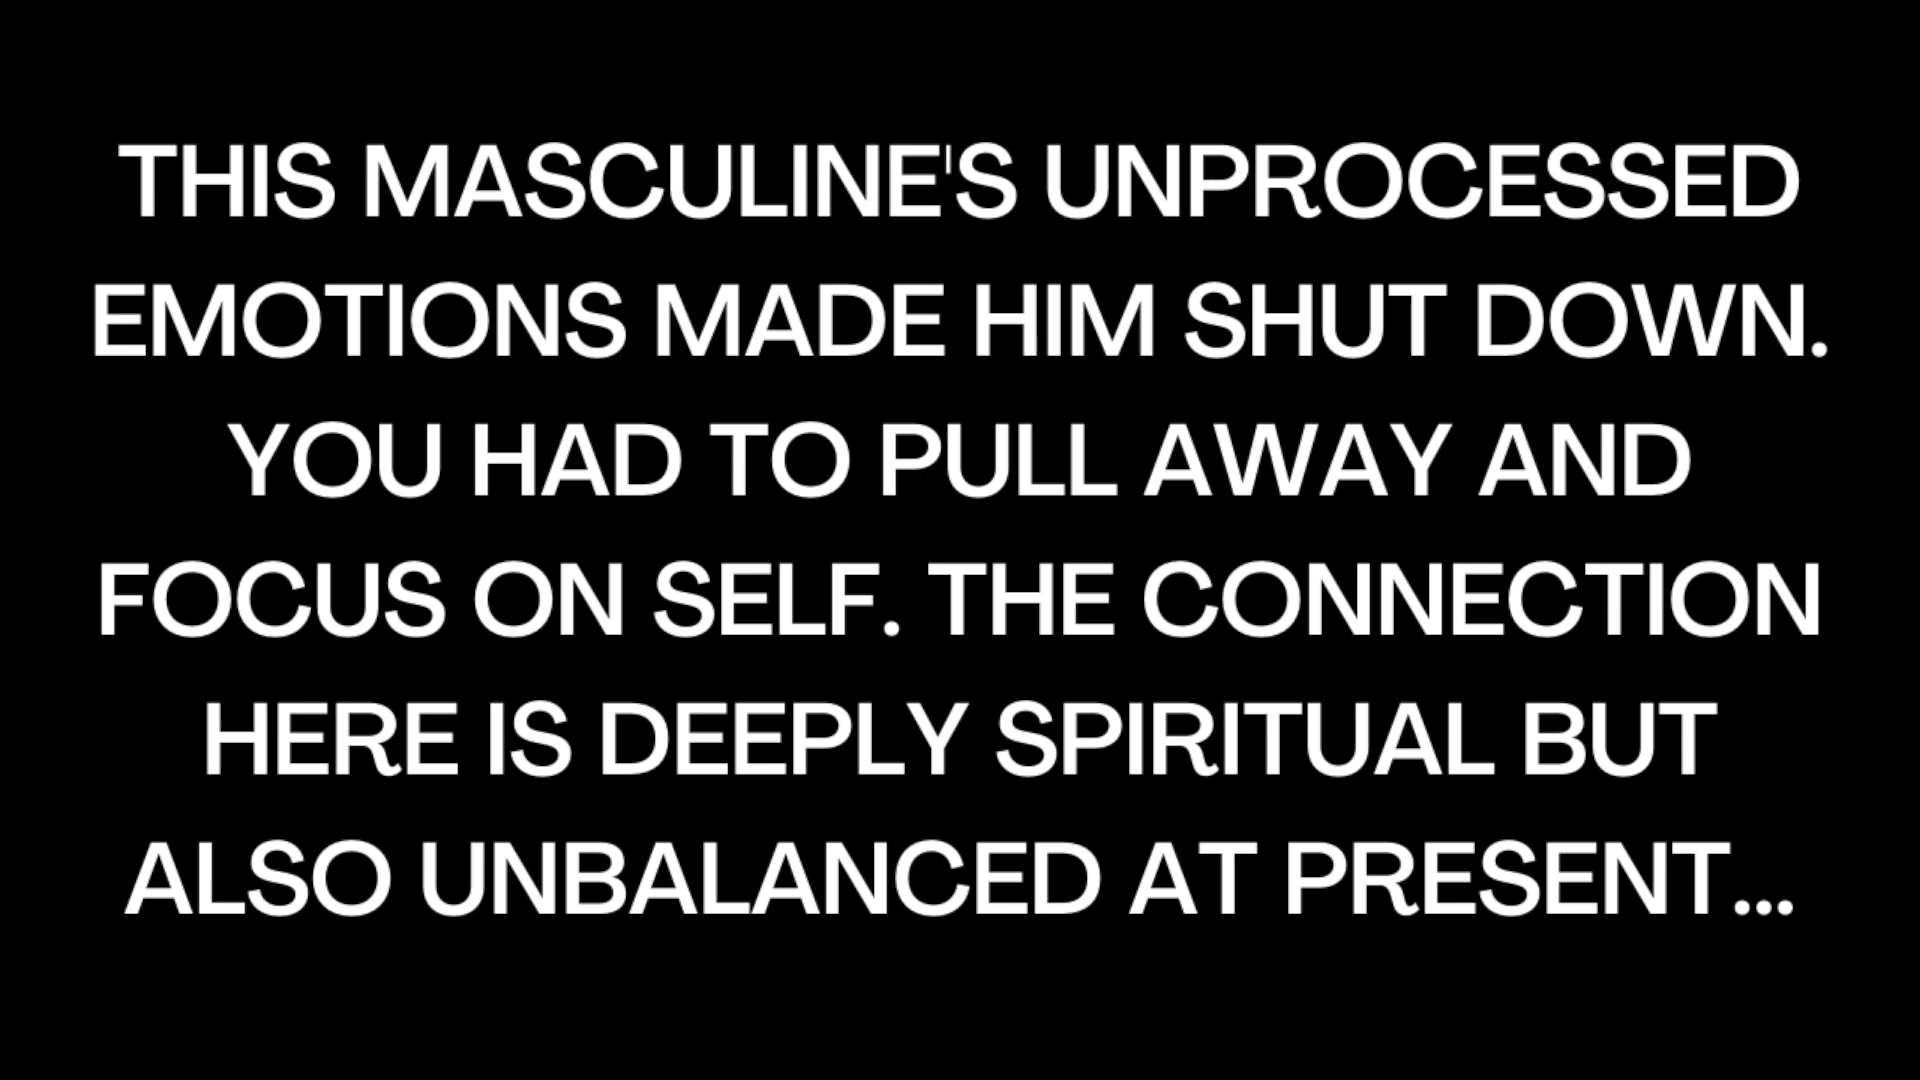 THIS MASCULINE'S UNPROCESSED
EMOTIONS MADE HIM SHUT DOWN.
YOU HAD TO PULL AWAY AND
FOCUS ON SELF. THE CONNECTION
HERE IS DEEPLY SPIRITUAL BUT
ALSO UNBALANCED AT PRESENT...